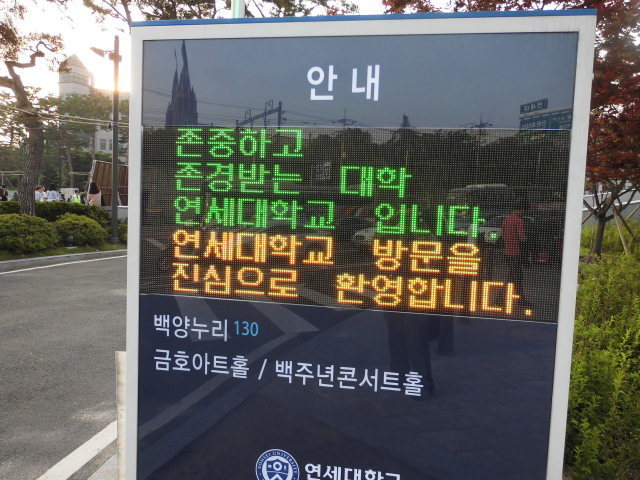 안 내
존중하고
존경받는 대학
연세대학교 입니다.
연세대학교 방문을
진심으로 환영합니다.
백양누리 130
금호아트홀 / 백주년콘서트홀
연세대학교